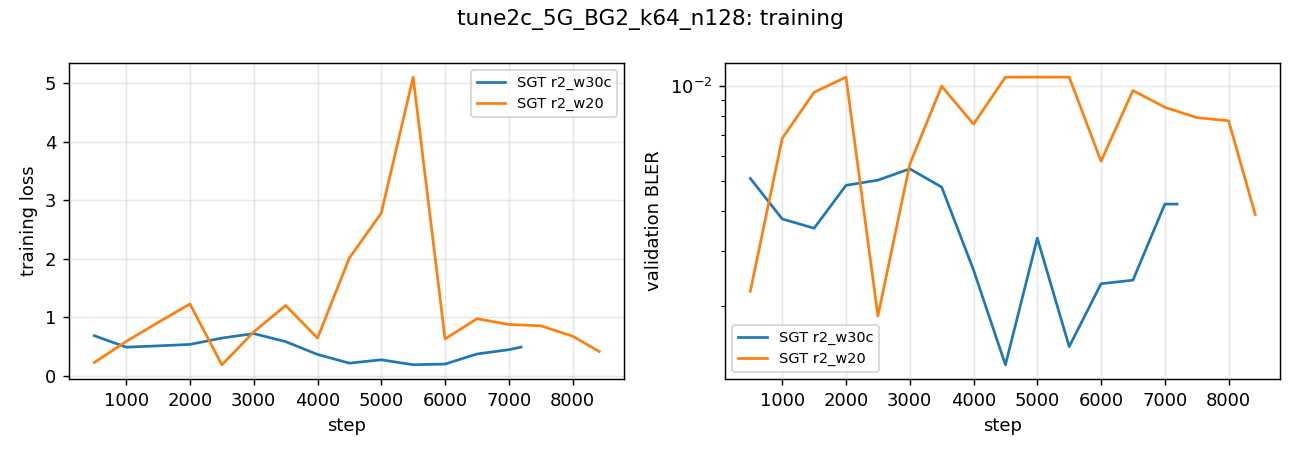 tune2c_5G_BG2_k64_n128: training
training loss
5
4
3
2
1
0
SGT r2_w30c
SGT r2_w20
1000 2000 3000 4000 5000 6000 7000 8000
step
validation BLER
10⁻²
SGT r2_w30c
SGT r2_w20
1000 2000 3000 4000 5000 6000 7000 8000
step